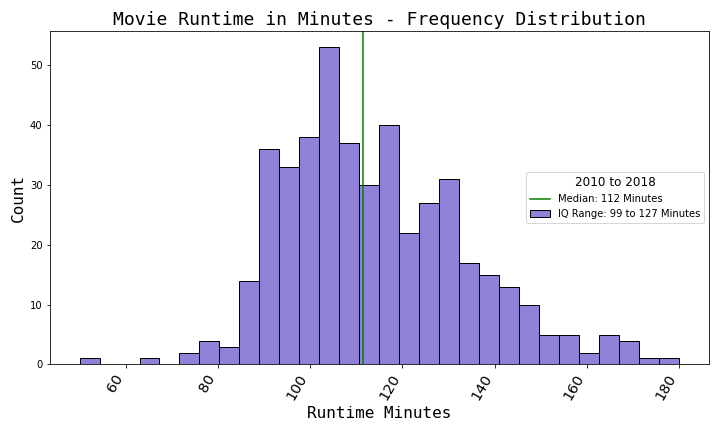 Movie Runtime in Minutes - Frequency Distribution
Count
50
40
30
20
10
0
2010 to 2018
Median: 112 Minutes
IQ Range: 99 to 127 Minutes
60
80
100
120
140
160
180
Runtime Minutes